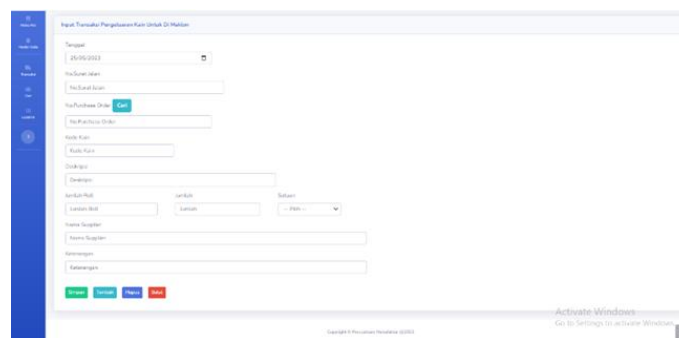 Input Transaksi Pengeluaran Kain Untuk Di Maklon
Tanggal
25/05/2023
No.Surat Jalan
No.Surat Jalan
No.Purchase Order Cari
No.Purchase Order
Kode Kain
Kode Kain
Deskripsi
Deskripsi
Jumlah Roll Jumlah Satuan
Jumlah Roll Jumlah -- Pilih --
Nama Supplier
Nama Supplier
Keterangan
Keterangan
Simpan Tambah Hapus Batal
Activate Windows
Go to Settings to activate Windows.